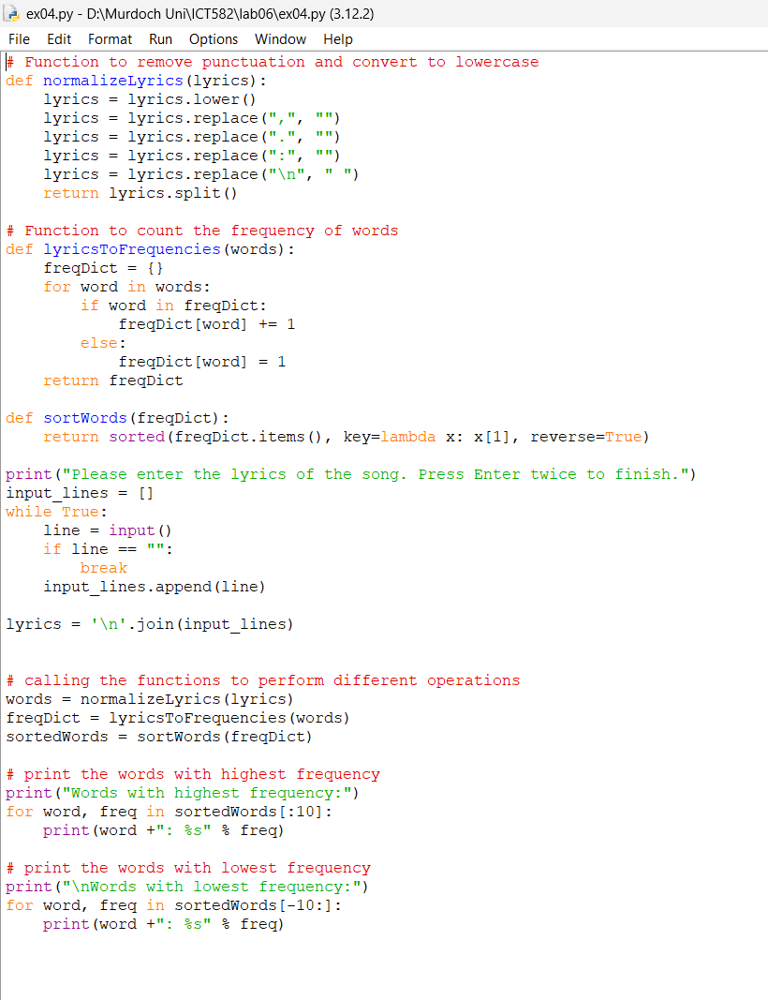 ex04.py - D:\Murdoch Uni\ICT582\lab06\ex04.py (3.12.2)
File Edit Format Run Options Window Help
# Function to remove punctuation and convert to lowercase
def normalizeLyrics(lyrics):
    lyrics = lyrics.lower()
    lyrics = lyrics.replace(",", "")
    lyrics = lyrics.replace(".", "")
    lyrics = lyrics.replace(":", "")
    lyrics = lyrics.replace("\n", " ")
    return lyrics.split()

# Function to count the frequency of words
def lyricsToFrequencies(words):
    freqDict = {}
    for word in words:
        if word in freqDict:
            freqDict[word] += 1
        else:
            freqDict[word] = 1
    return freqDict

def sortWords(freqDict):
    return sorted(freqDict.items(), key=lambda x: x[1], reverse=True)

print("Please enter the lyrics of the song. Press Enter twice to finish.")
input_lines = []
while True:
    line = input()
    if line == "":
        break
    input_lines.append(line)

lyrics = '\n'.join(input_lines)


# calling the functions to perform different operations
words = normalizeLyrics(lyrics)
freqDict = lyricsToFrequencies(words)
sortedWords = sortWords(freqDict)

# print the words with highest frequency
print("Words with highest frequency:")
for word, freq in sortedWords[:10]:
    print(word +": %s" % freq)

# print the words with lowest frequency
print("\nWords with lowest frequency:")
for word, freq in sortedWords[-10:]:
    print(word +": %s" % freq)